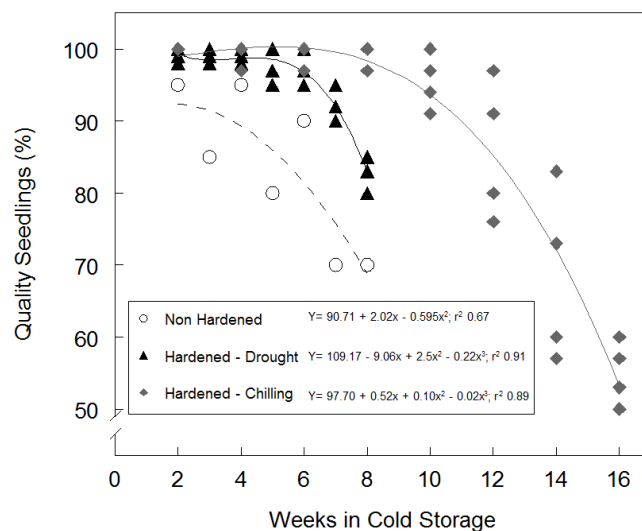 Quality Seedlings (%)
100
90
80
70
60
50
Non Hardened Y= 90.71 + 2.02x - 0.595x²; r² 0.67
Hardened - Drought Y= 109.17 - 9.06x + 2.5x² - 0.22x³; r² 0.91
Hardened - Chilling Y= 97.70 + 0.52x + 0.10x² - 0.02x³; r² 0.89
0 2 4 6 8 10 12 14 16
Weeks in Cold Storage